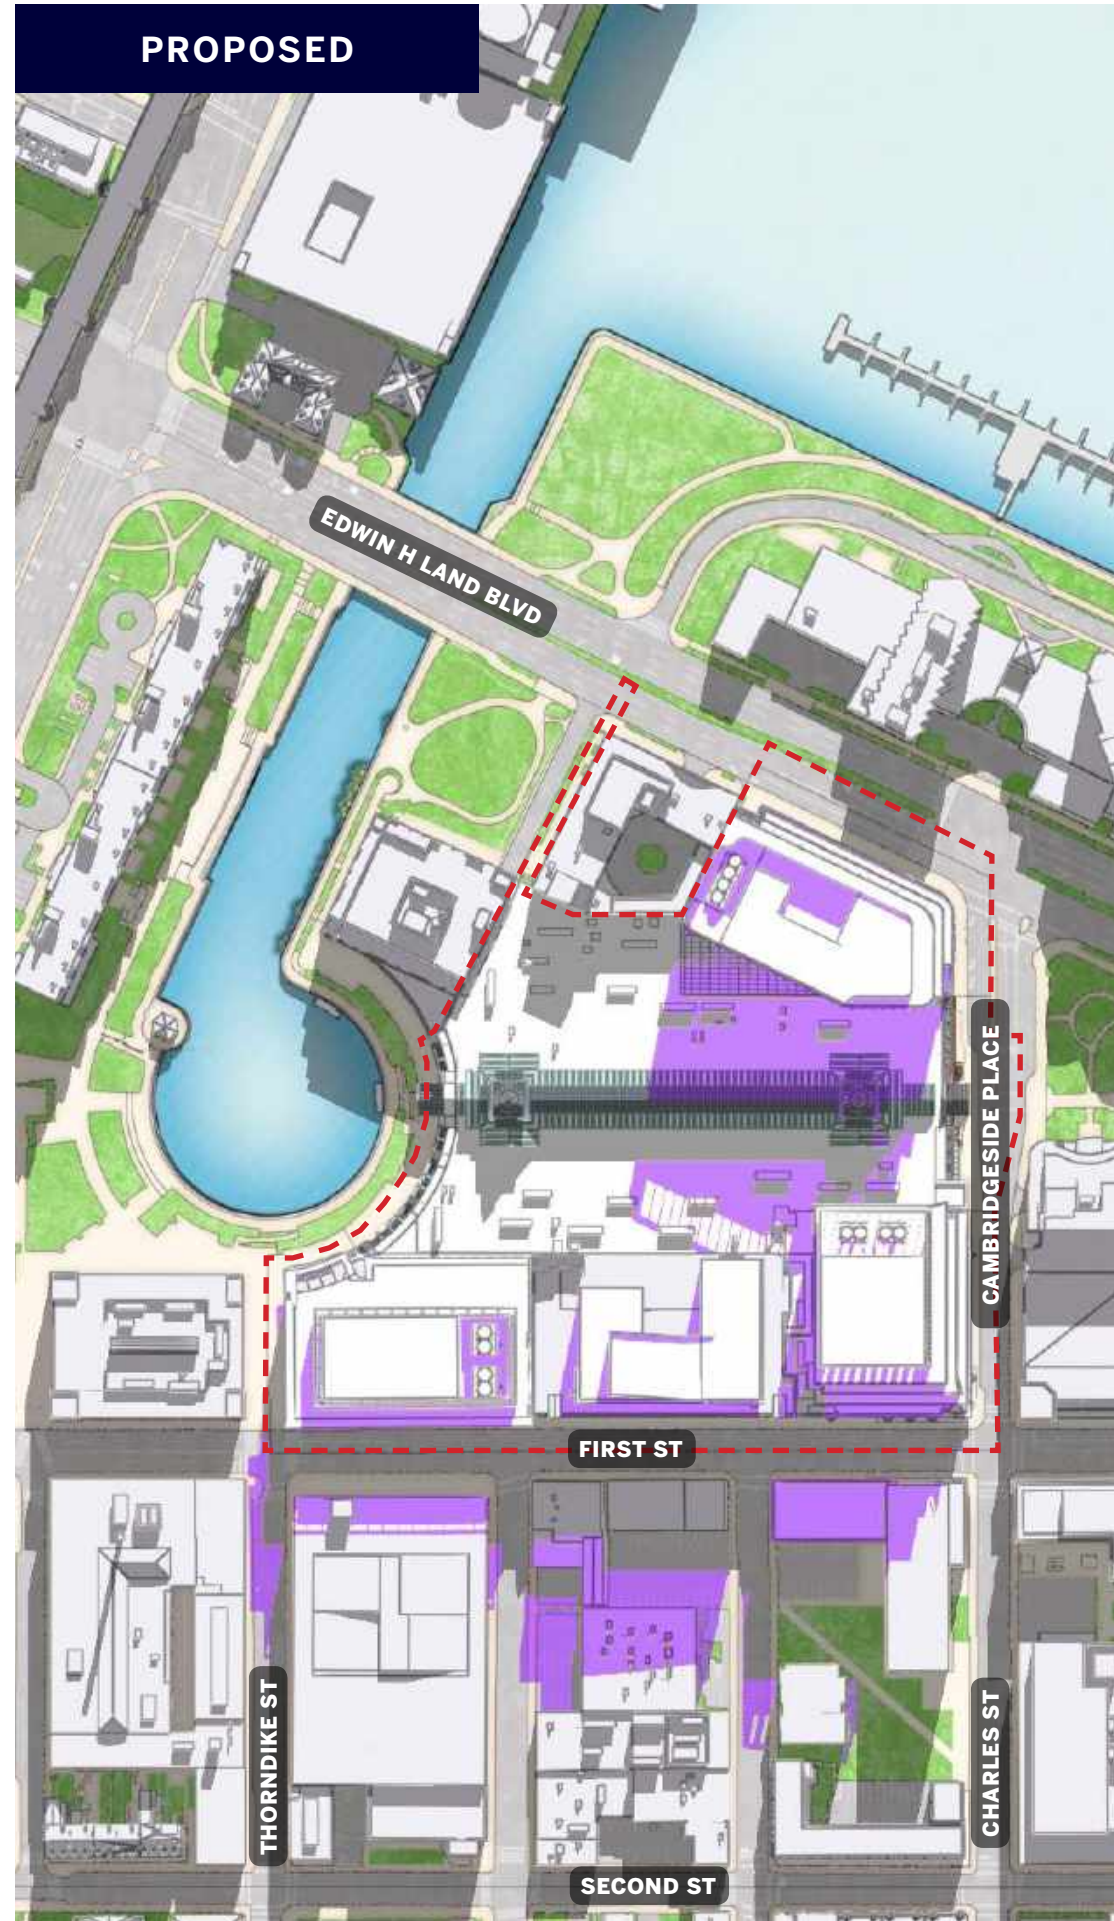 PROPOSED
EDWIN H LAND BLVD
CAMBRIDGESIDE PLACE
FIRST ST
THORNDIKE ST
CHARLES ST
SECOND ST